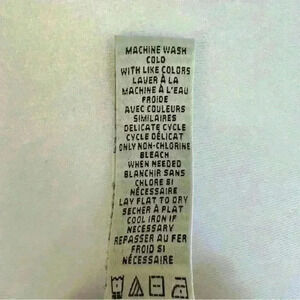 MACHINE WASH
COLD
WITH LIKE COLORS
LAVER À LA
MACHINE À L'EAU
FROIDE
AVEC COULEURS
SIMILAIRES
DELICATE CYCLE
CYCLE DÉLICAT
ONLY NON-CHLORINE
BLEACH
WHEN NEEDED
BLANCHIR SANS
CHLORE SI
NÉCESSAIRE
LAY FLAT TO DRY
SECHER À PLAT
COOL IRON IF
NECESSARY
REPASSER AU FER
FROID SI
NÉCESSAIRE